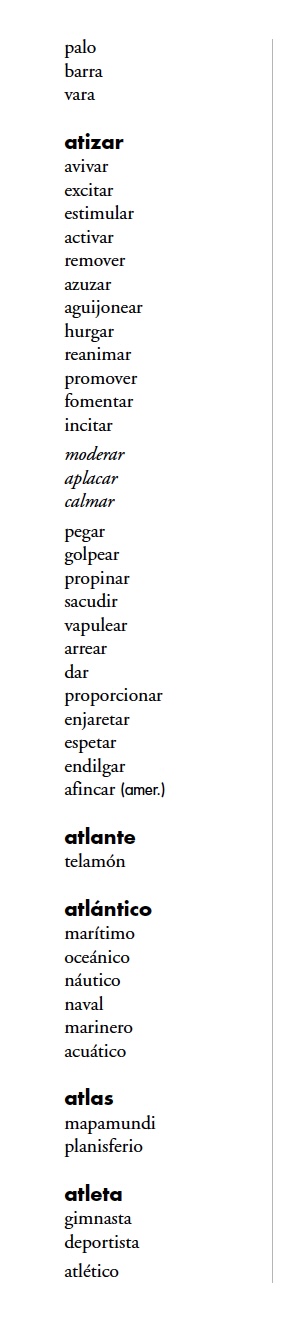 palo
barra
vara
atizar
avivar
excitar
estimular
activar
remover
azuzar
aguijonear
hurgar
reanimar
promover
fomentar
incitar
moderar
aplacar
calmar
pegar
golpear
propinar
sacudir
vapulear
arrear
dar
proporcionar
enjaretar
espetar
endilgar
afincar (amer.)
atlante
telamón
atlántico
marítimo
oceánico
náutico
naval
marinero
acuático
atlas
mapamundi
planisferio
atleta
gimnasta
deportista
atlético